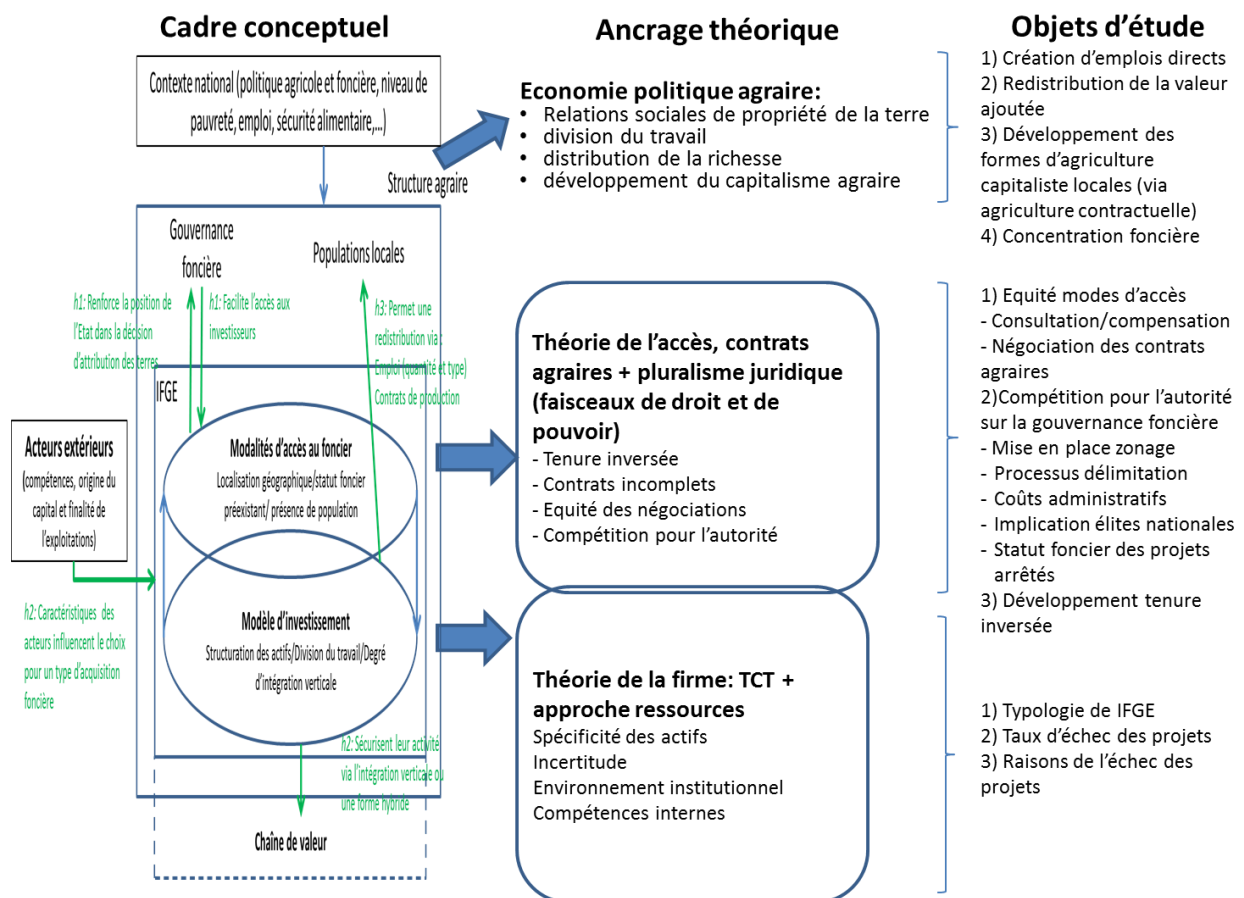 Cadre conceptuel
Contexte national (politique agricole et foncière, niveau de
pauvreté, emploi, sécurité alimentaire,...)
Structure agraire
Gouvernance
foncière
Populations locales
h1: Renforce la position de
l'Etat dans la décision
d'attribution des terres
h1: Facilite l'accès aux
investisseurs
h3: Permet une
redistribution via :
Emploi (quantité et type)
Contrats de production
IFGE
Modalités d'accès au foncier
Localisation géographique/statut foncier
préexistant/ présence de population
Acteurs extérieurs
(compétences, origine du
capital et finalité de
l'exploitations)
h2: Caractéristiques des
acteurs influencent le choix
pour un type d'acquisition
foncière
Modèle d'investissement
Structuration des actifs/Division du travail/Degré
d'intégration verticale
h2: Sécurisent leur activité
via l'intégration verticale ou
une forme hybride
Chaîne de valeur
Ancrage théorique
Economie politique agraire:
• Relations sociales de propriété de la terre
• division du travail
• distribution de la richesse
• développement du capitalisme agraire
Théorie de l'accès, contrats
agraires + pluralisme juridique
(faisceaux de droit et de
pouvoir)
- Tenure inversée
- Contrats incomplets
- Equité des négociations
- Compétition pour l'autorité
Théorie de la firme: TCT +
approche ressources
Spécificité des actifs
Incertitude
Environnement institutionnel
Compétences internes
Objets d'étude
1) Création d'emplois directs
2) Redistribution de la valeur
ajoutée
3) Développement des
formes d'agriculture
capitaliste locales (via
agriculture contractuelle)
4) Concentration foncière
1) Equité modes d'accès
- Consultation/compensation
- Négociation des contrats
agraires
2)Compétition pour l'autorité
sur la gouvernance foncière
- Mise en place zonage
- Processus délimitation
- Coûts administratifs
- Implication élites nationales
- Statut foncier des projets
arrêtés
3) Développement tenure
inversée
1) Typologie de IFGE
2) Taux d'échec des projets
3) Raisons de l'échec des
projets